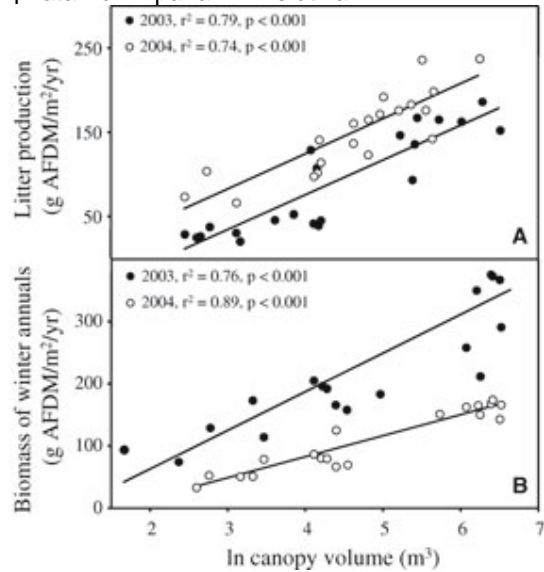 2003, r² = 0.79, p < 0.001
2004, r² = 0.74, p < 0.001
Litter production
(g AFDM/m²/yr)
250
150
50
A
2003, r² = 0.76, p < 0.001
2004, r² = 0.89, p < 0.001
Biomass of winter annuals
(g AFDM/m²/yr)
300
200
100
0
B
2 3 4 5 6 7
ln canopy volume (m³)